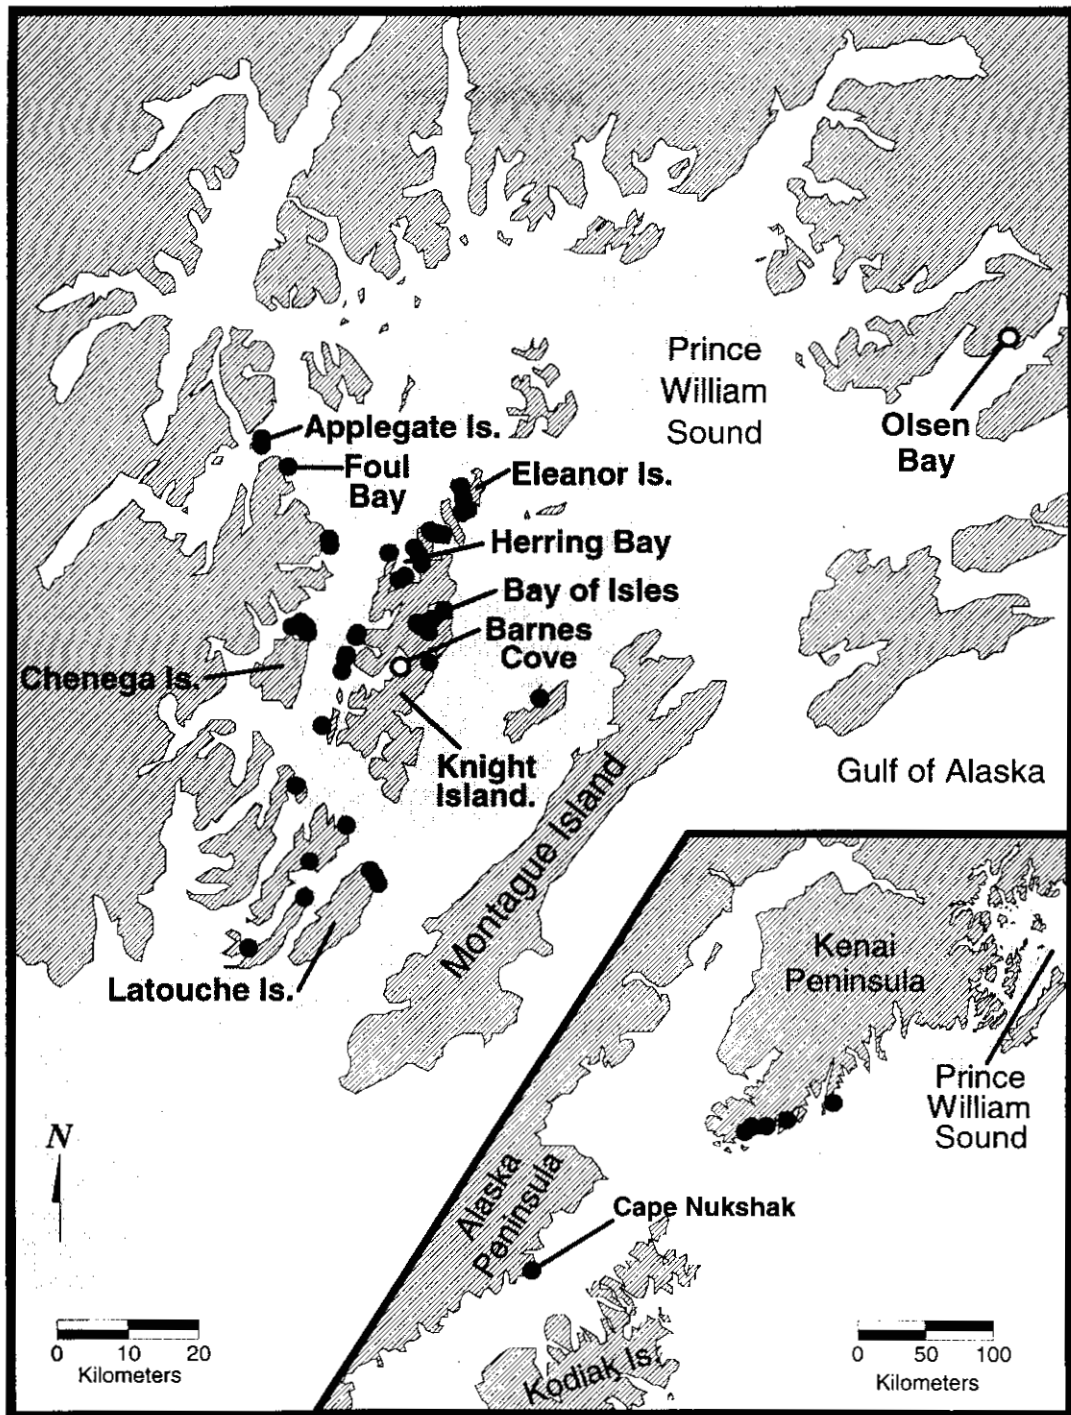 Prince
William
Sound
Olsen
Bay
Applegate Is.
Foul
Bay
Eleanor Is.
Herring Bay
Bay of Isles
Barnes
Cove
Chenega Is.
Knight
Island.
Gulf of Alaska
Montague Island
Latouche Is.
Kenai
Peninsula
Prince
William
Sound
N
Alaska
Peninsula
Cape Nukshak
Kodiak Is.
0 10 20
Kilometers
0 50 100
Kilometers